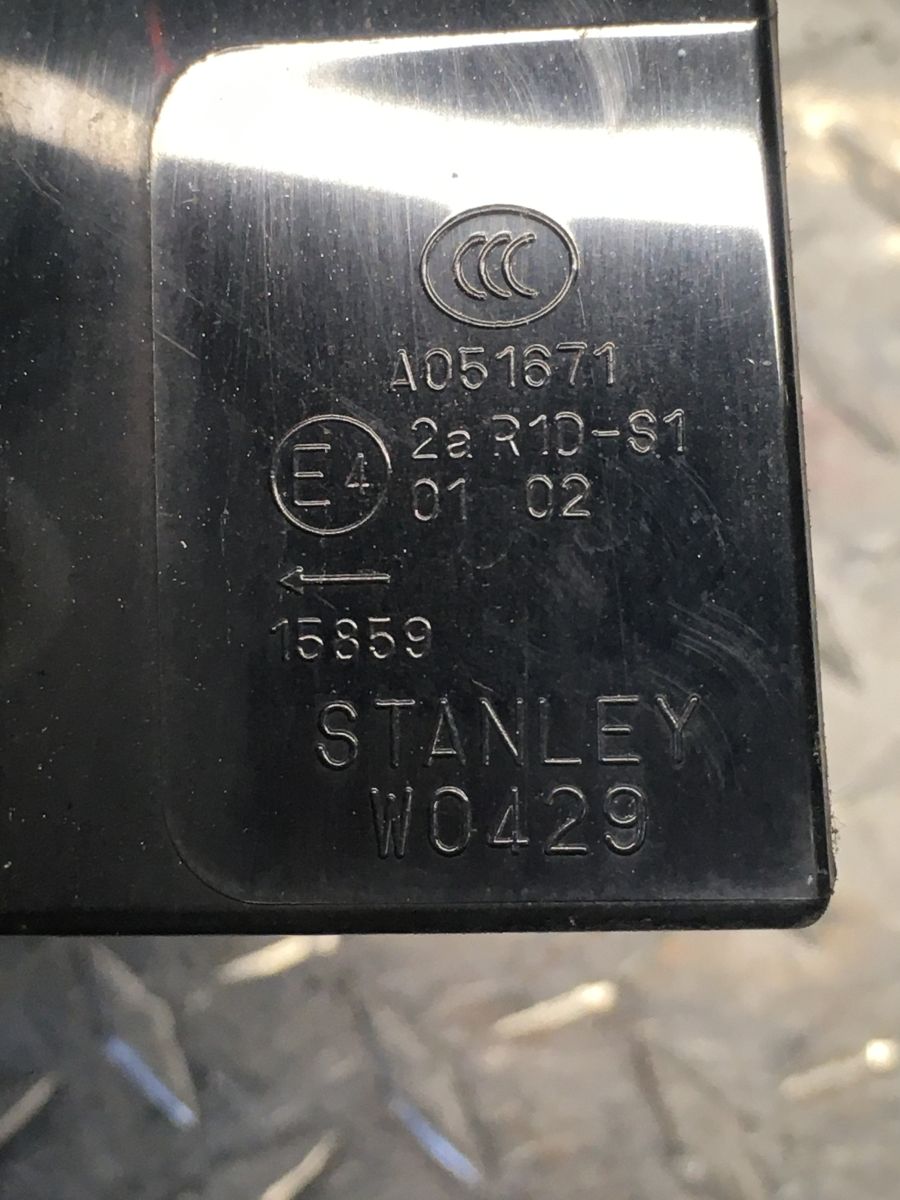 CCC
A051671
E4 2a R1D-S1
01 02
←
15859
STANLEY
W0429